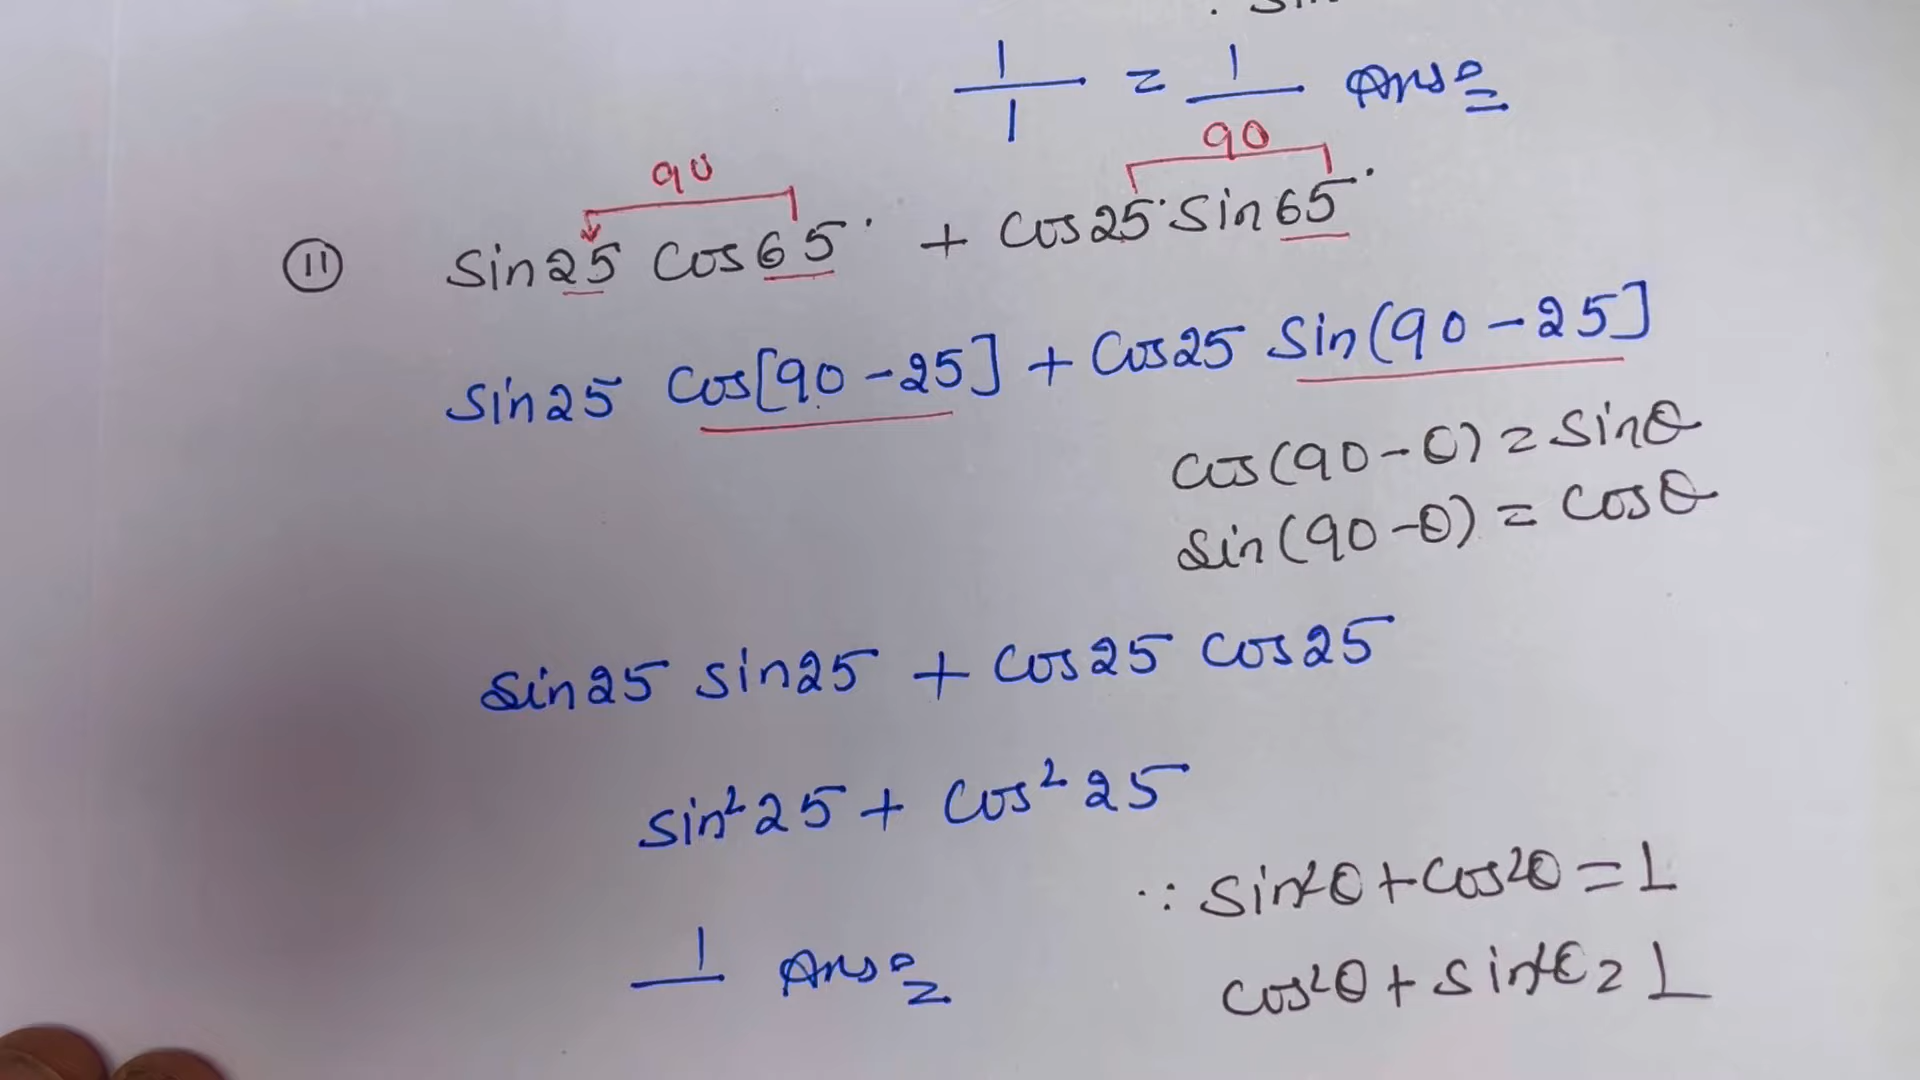 ∵ Sin
1/1 = 1 Ans
90 90
(11) Sin25 Cos65° + Cos25° Sin65°
Sin25 Cos[90-25] + Cos25 Sin(90-25]
Cos(90-θ) = Sinθ
Sin(90-θ) = Cosθ
Sin25 Sin25 + Cos25 Cos25
Sin²25 + Cos²25
∵ Sin²θ + Cos²θ = 1
1 Ans
Cos²θ + Sin²θ = 1